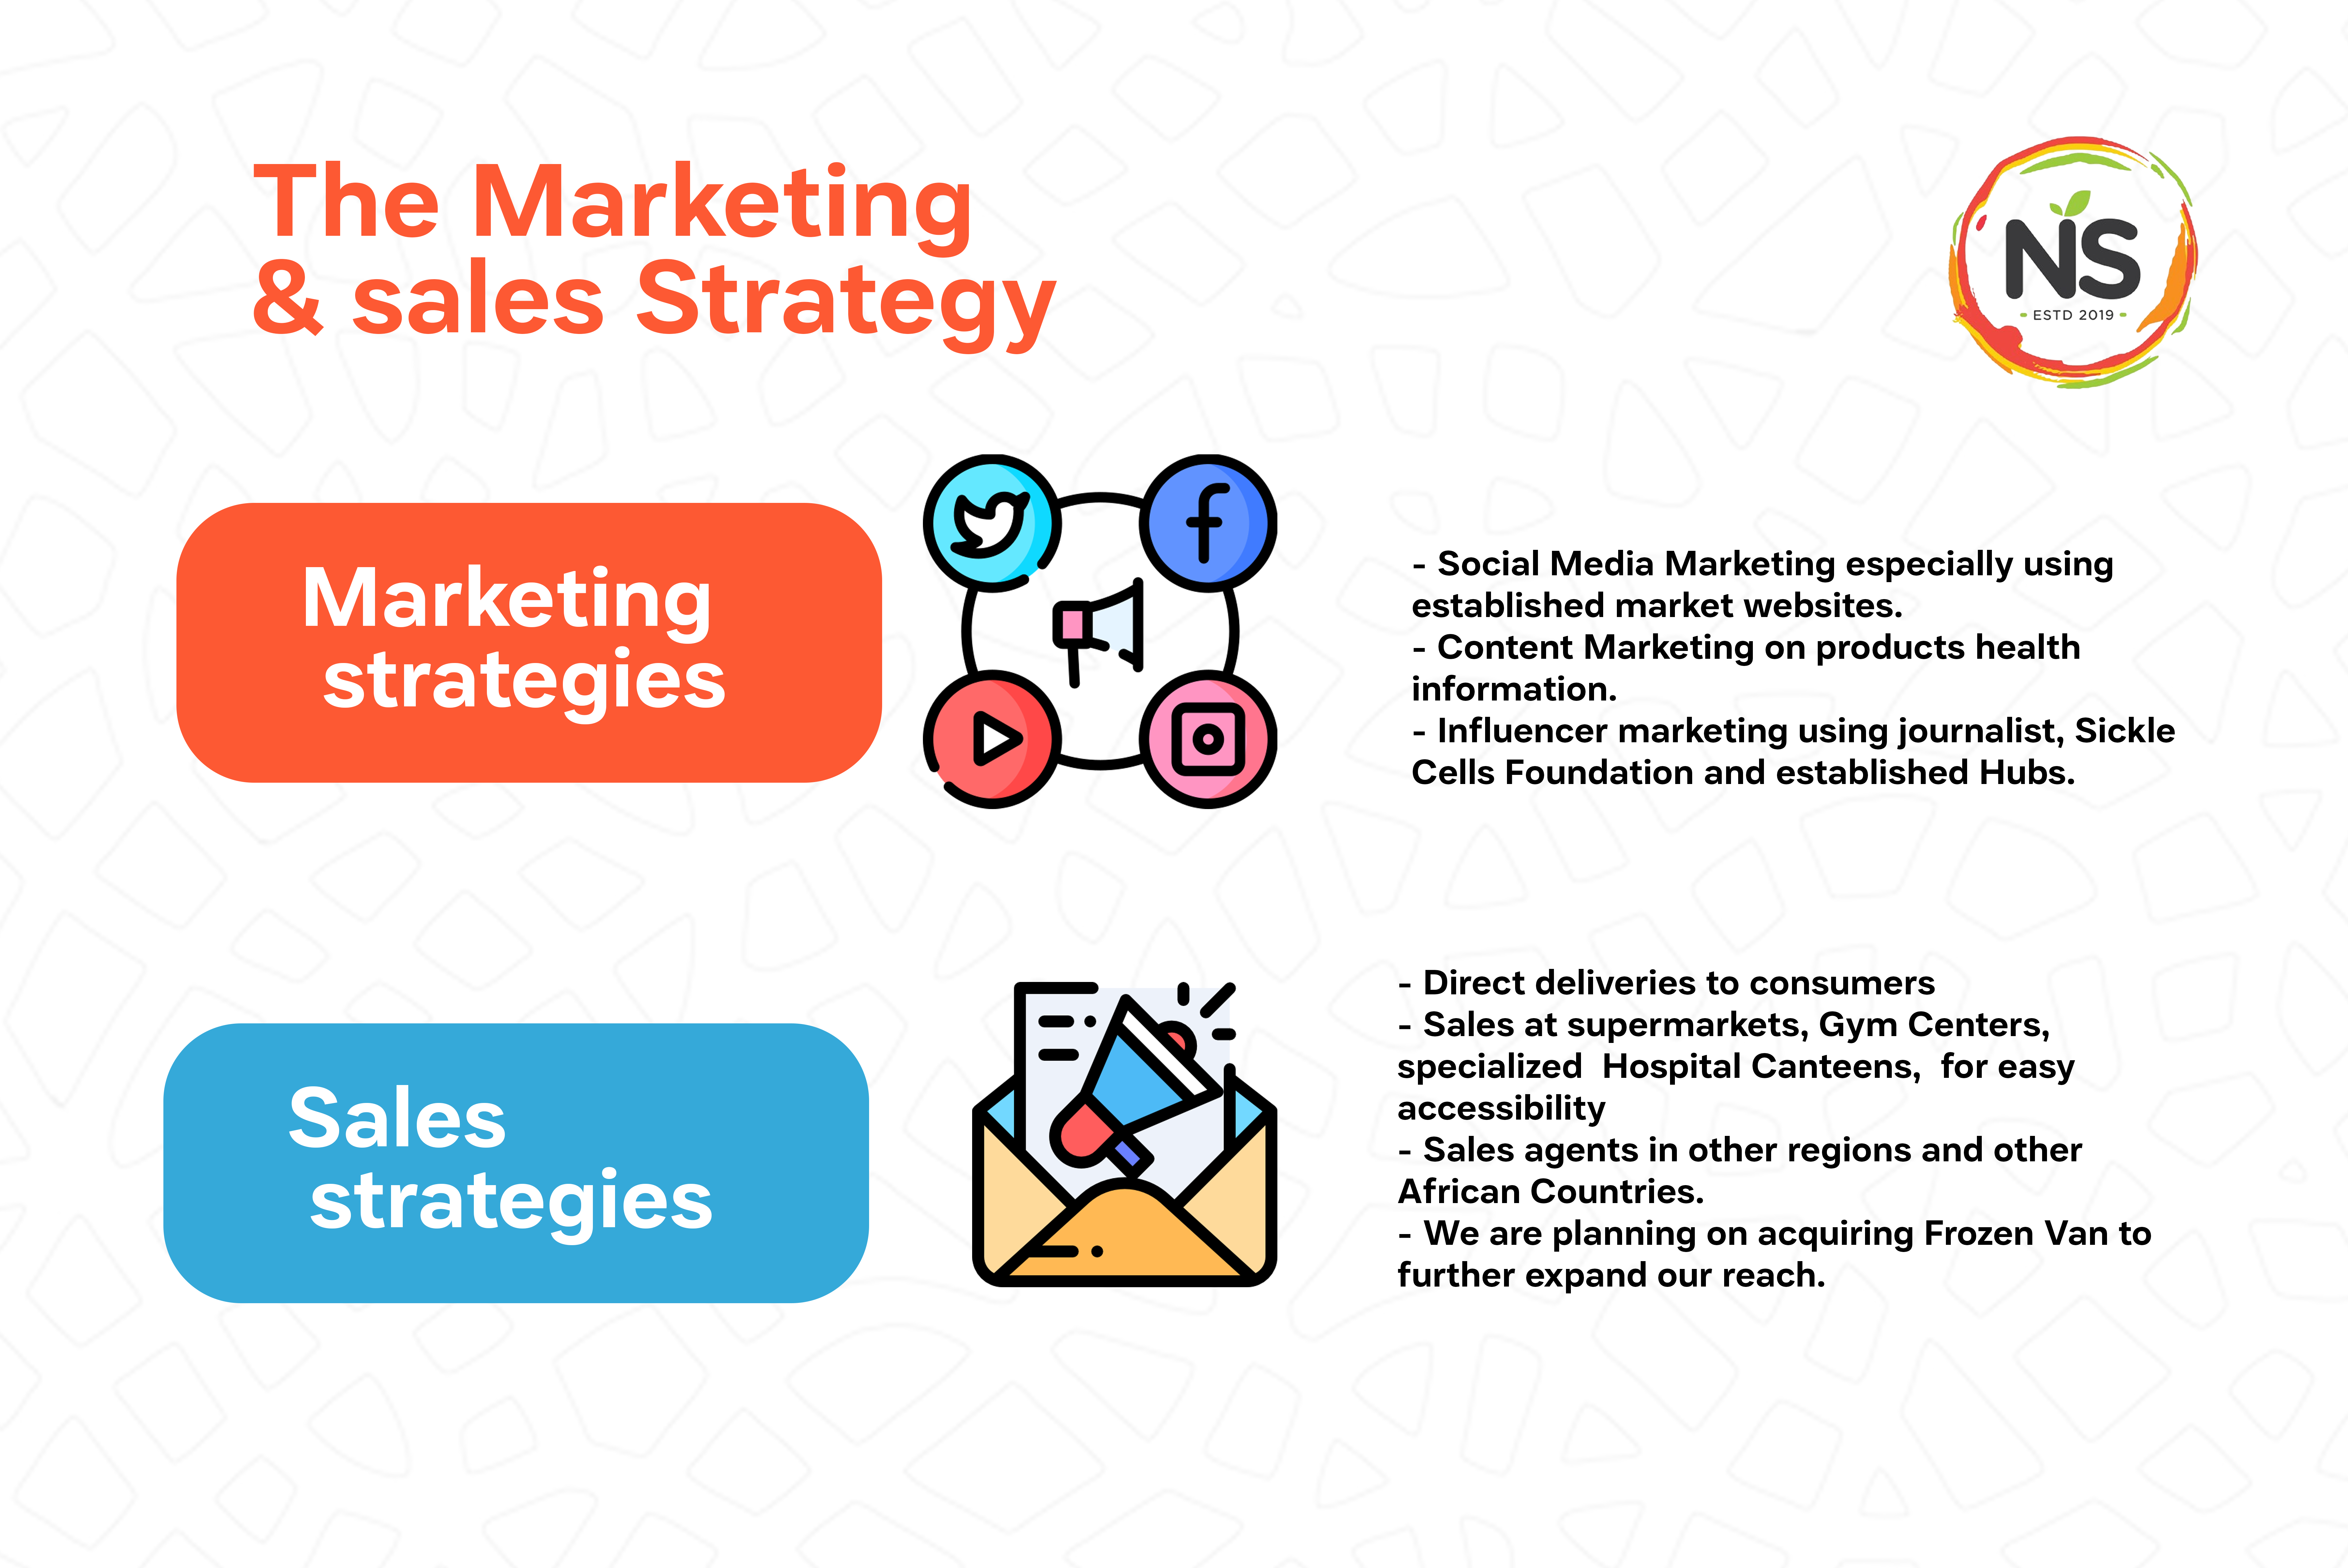 The Marketing
& sales Strategy
NS
- ESTD 2019 -
Marketing
strategies
- Social Media Marketing especially using
established market websites.
- Content Marketing on products health
information.
- Influencer marketing using journalist, Sickle
Cells Foundation and established Hubs.
Sales
strategies
- Direct deliveries to consumers
- Sales at supermarkets, Gym Centers,
specialized  Hospital Canteens,  for easy
accessibility
- Sales agents in other regions and other
African Countries.
- We are planning on acquiring Frozen Van to
further expand our reach.